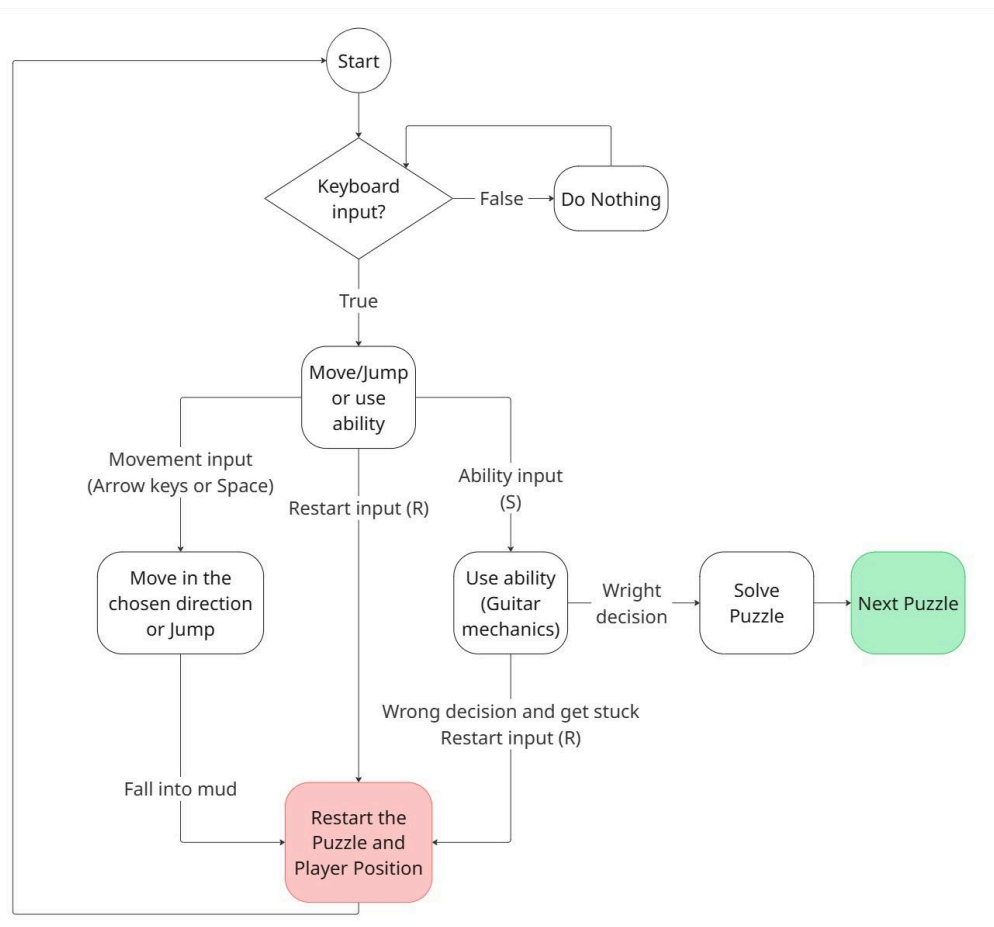 Start
Keyboard
input?
False
Do Nothing
True
Move/Jump
or use
ability
Movement input
(Arrow keys or Space)
Restart input (R)
Ability input
(S)
Move in the
chosen direction
or Jump
Use ability
(Guitar
mechanics)
Wright
decision
Solve
Puzzle
Next Puzzle
Wrong decision and get stuck
Restart input (R)
Fall into mud
Restart the
Puzzle and
Player Position